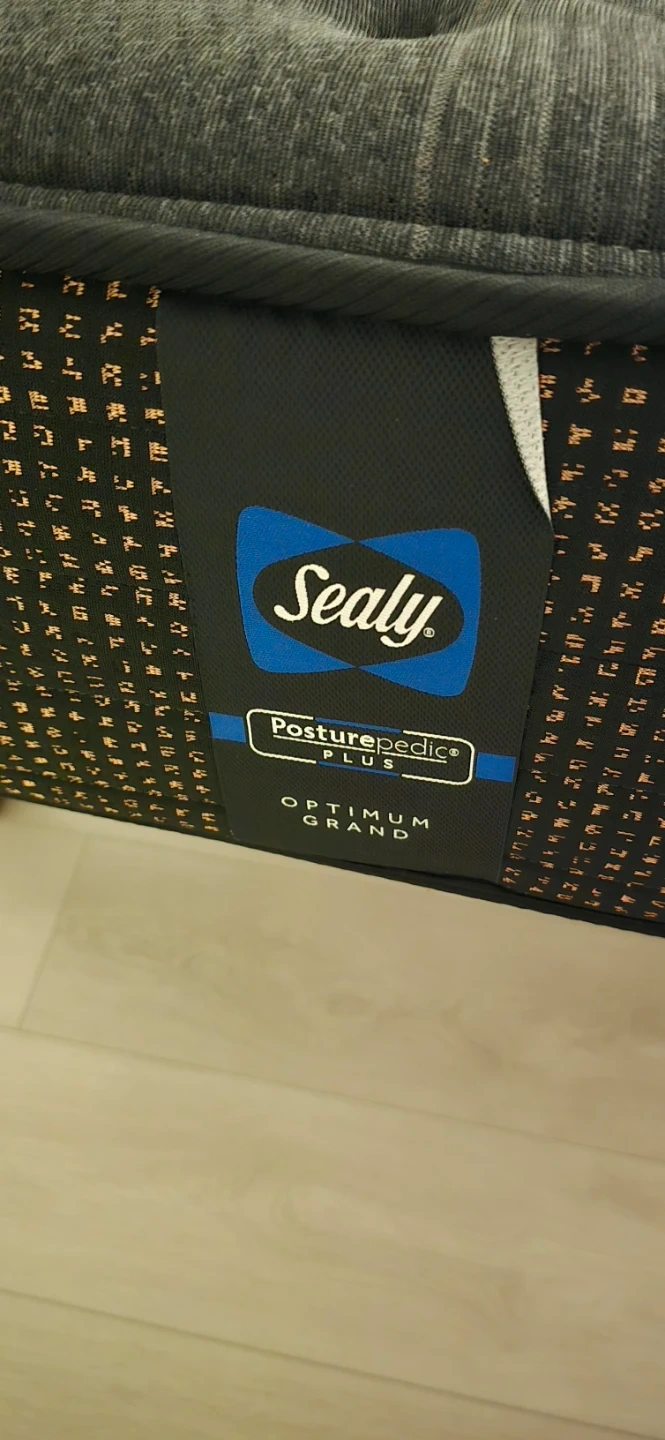 Sealy®
Posturepedic®
PLUS
OPTIMUM
GRAND